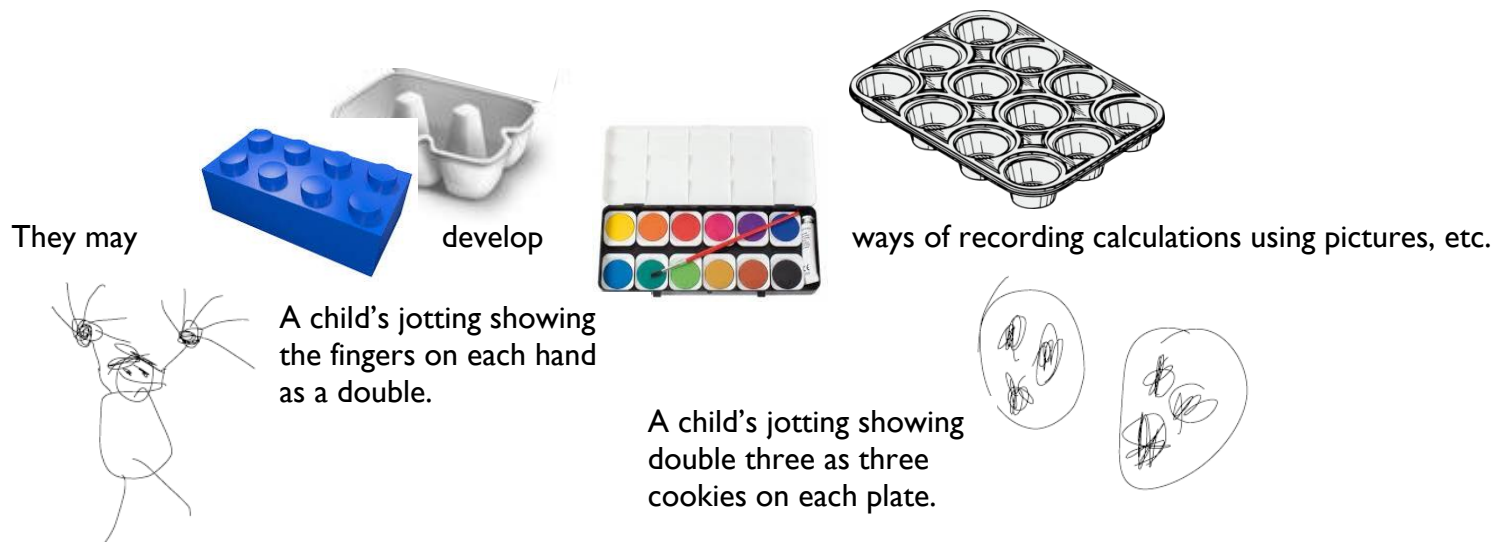 They may develop ways of recording calculations using pictures, etc.
A child's jotting showing
the fingers on each hand
as a double.
A child's jotting showing
double three as three
cookies on each plate.